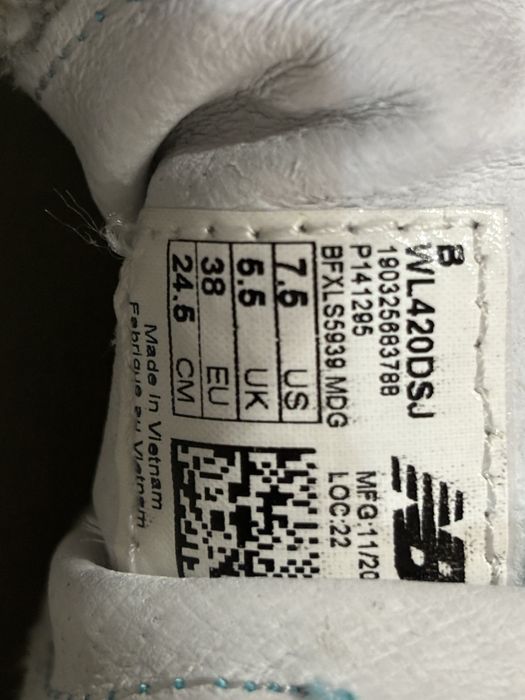 B
WL420DSJ
190325683788
P141295 MFG:11/20
BFXLS5939 MDG LOC:22
7.5 US
5.5 UK
38 EU
24.5 CM
Made in Vietnam
Fabriqué au Vietnam